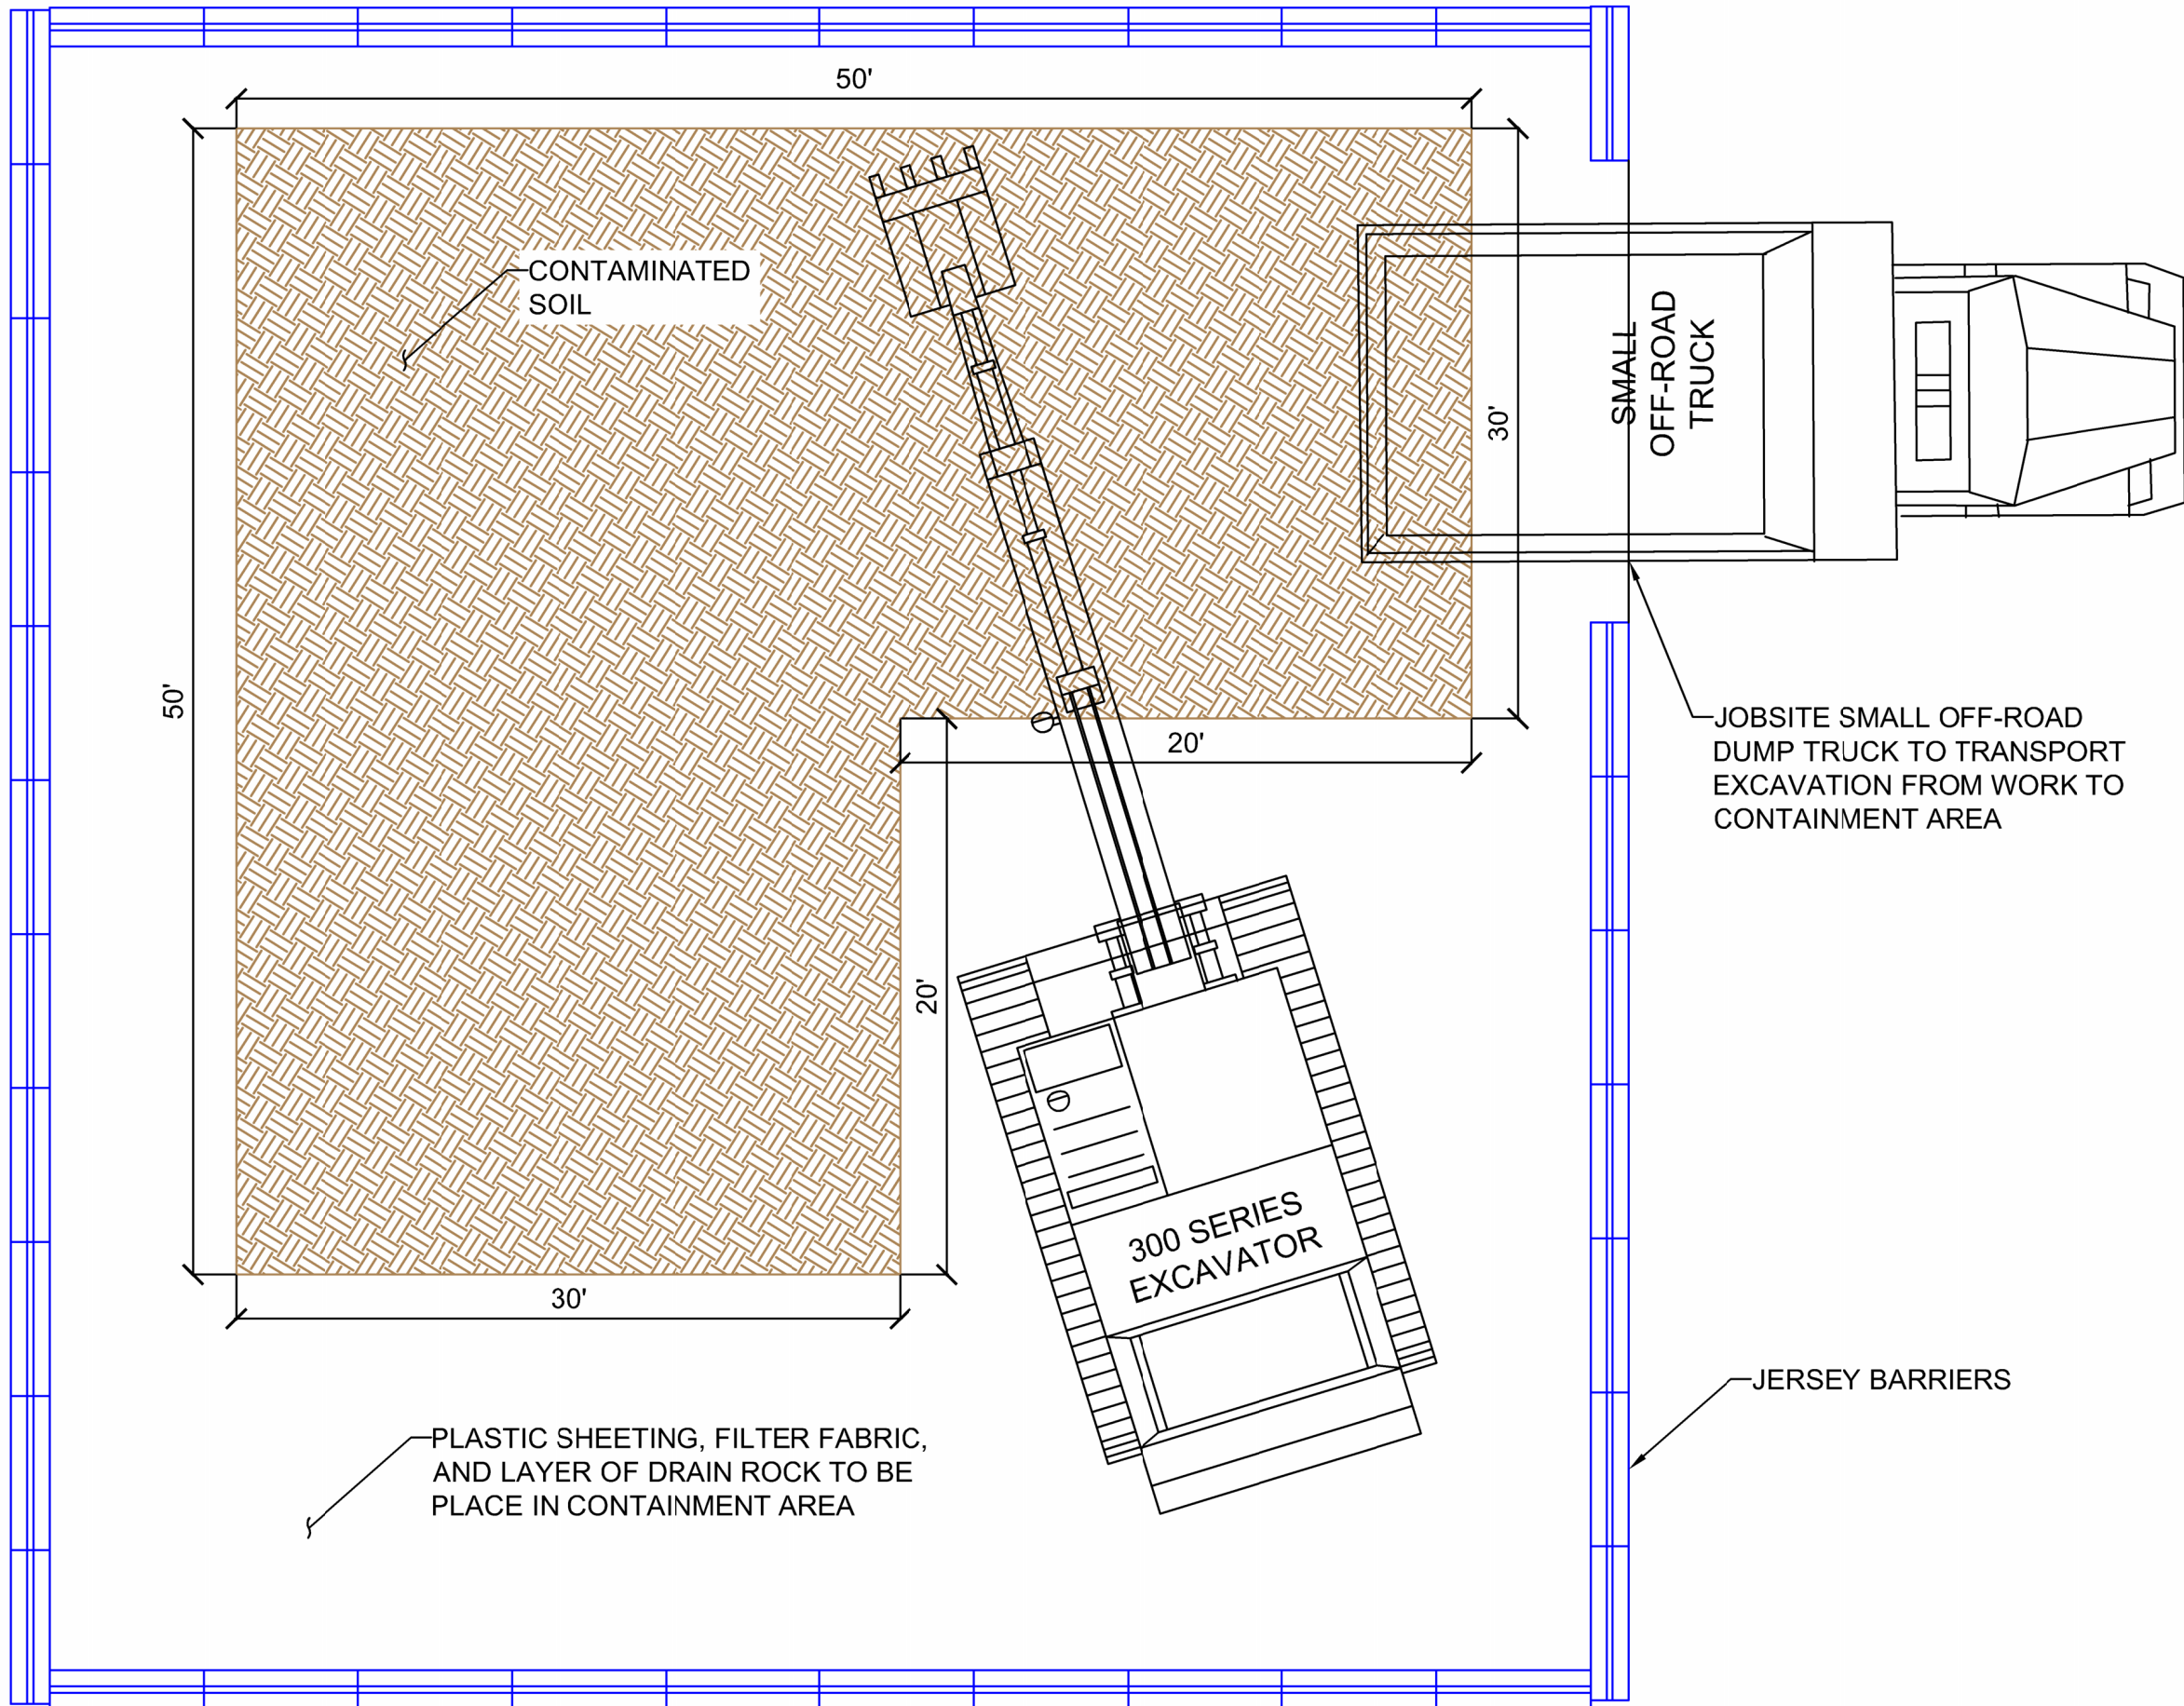 50'
CONTAMINATED
SOIL
SMALL
OFF-ROAD
TRUCK
30'
50'
20'
JOBSITE SMALL OFF-ROAD
DUMP TRUCK TO TRANSPORT
EXCAVATION FROM WORK TO
CONTAINMENT AREA
20'
300 SERIES
EXCAVATOR
30'
JERSEY BARRIERS
PLASTIC SHEETING, FILTER FABRIC,
AND LAYER OF DRAIN ROCK TO BE
PLACE IN CONTAINMENT AREA